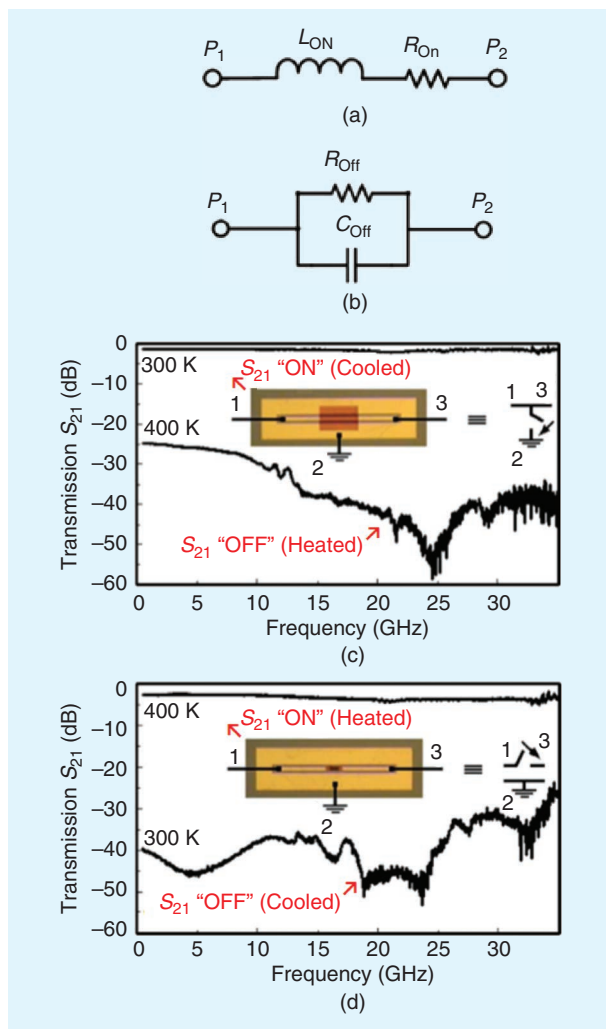 P1 LON ROn P2
(a)
ROff
P1 COff P2
(b)
Transmission S21 (dB)
0
–10
–20
–30
–40
–50
–60
300 K
400 K
S21 “ON” (Cooled)
1 3
2
≡
1 3
2
S21 “OFF” (Heated)
0 5 10 15 20 25 30
Frequency (GHz)
(c)
Transmission S21 (dB)
0
–10
–20
–30
–40
–50
–60
400 K
300 K
S21 “ON” (Heated)
1 3
2
≡
1 3
2
S21 “OFF” (Cooled)
0 5 10 15 20 25 30
Frequency (GHz)
(d)